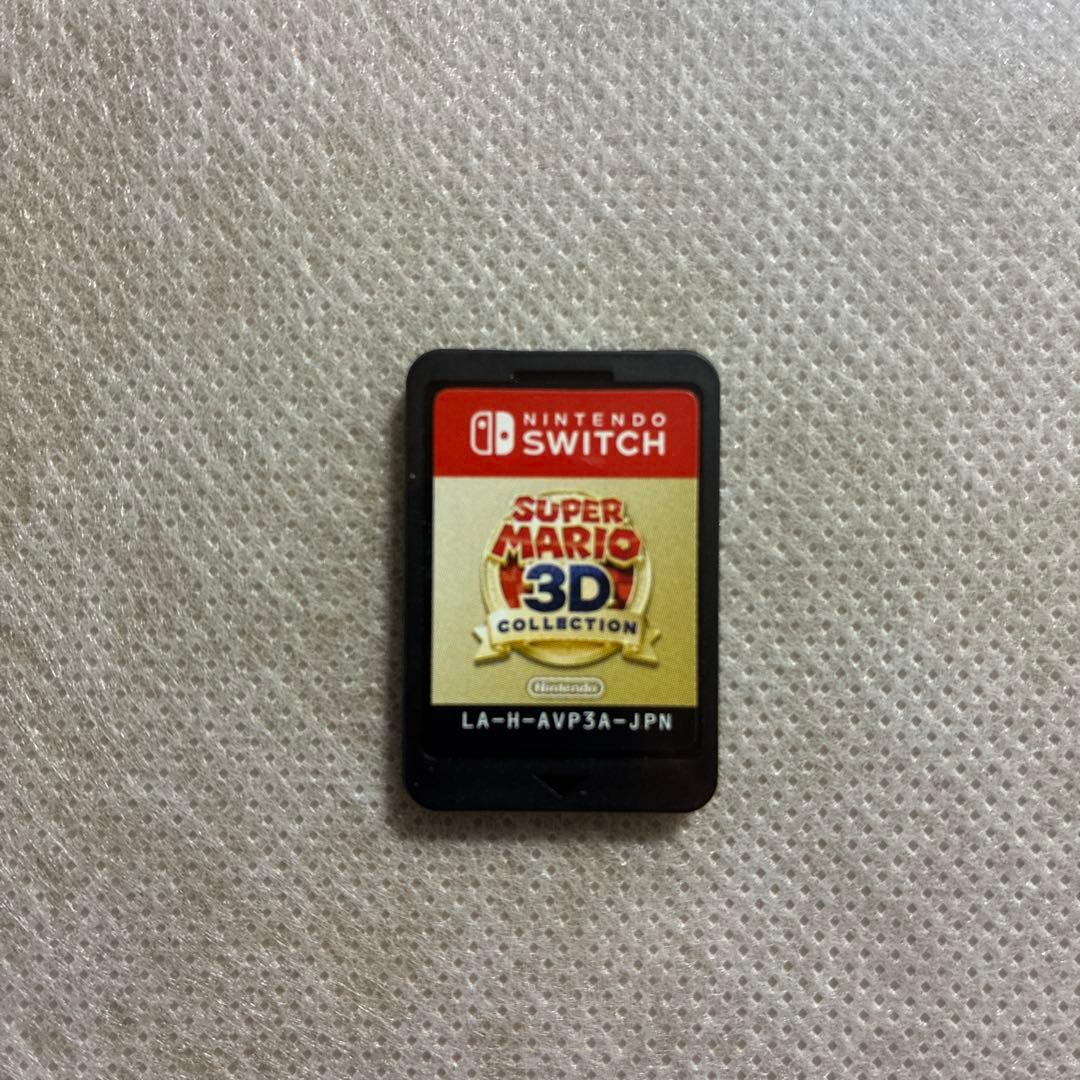 NINTENDO
SWITCH
SUPER
MARIO
3D
COLLECTION
Nintendo
LA-H-AVP3A-JPN